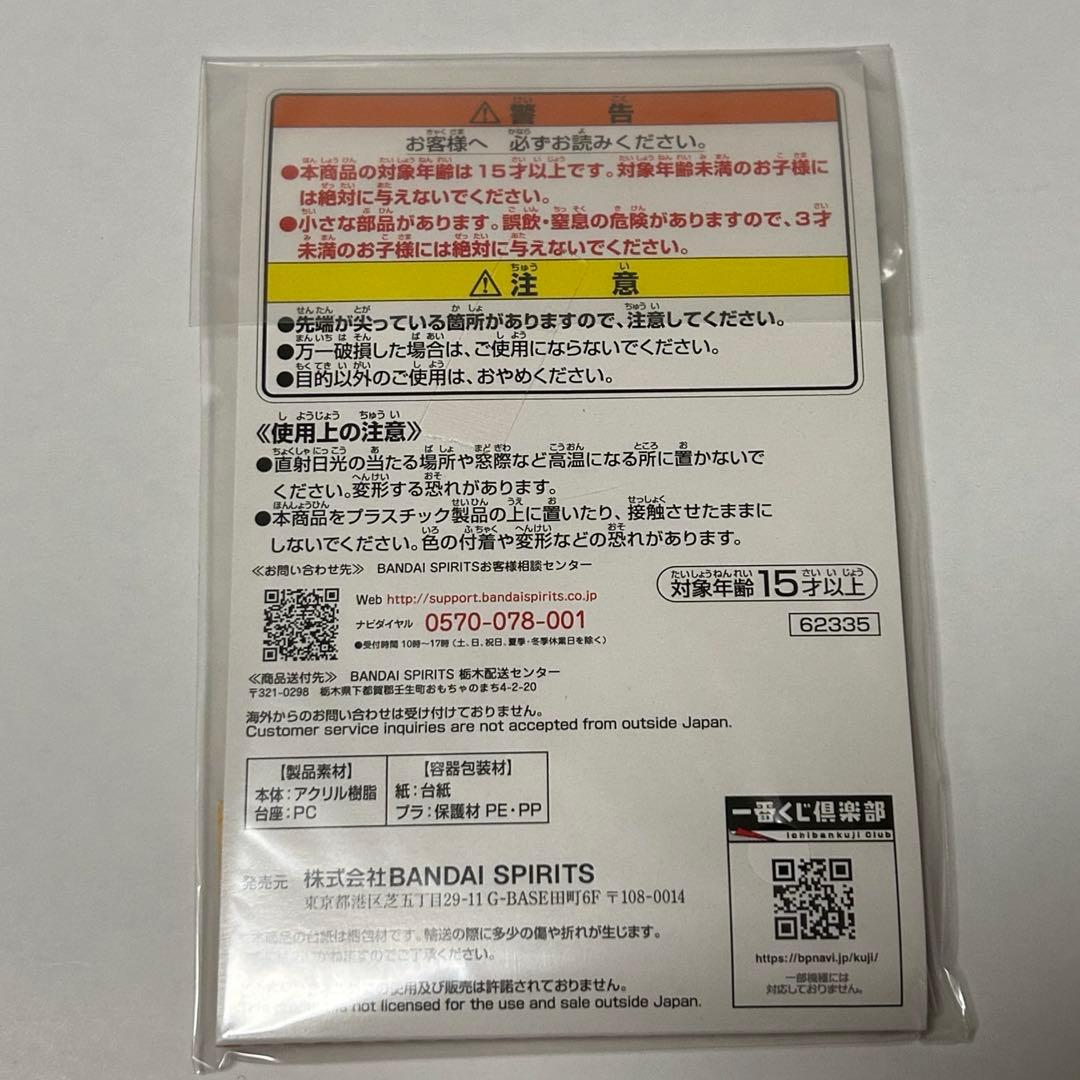 ⚠警告
お客様へ 必ずお読みください。
●本商品の対象年齢は15才以上です。対象年齢未満のお子様に
は絶対に与えないでください。
●小さな部品があります。誤飲・窒息の危険がありますので、3才
未満のお子様には絶対に与えないでください。
⚠注意
●先端が尖っている箇所がありますので、注意してください。
●万一破損した場合は、ご使用にならないでください。
●目的以外のご使用は、おやめください。
《使用上の注意》
●直射日光の当たる場所や窓際など高温になる所に置かないで
ください。変形する恐れがあります。
●本商品をプラスチック製品の上に置いたり、接触させたままに
しないでください。色の付着や変形などの恐れがあります。
≪お問い合わせ先≫ BANDAI SPIRITSお客様相談センター
Web http://support.bandaispirits.co.jp
ナビダイヤル 0570-078-001
●受付時間 10時〜17時(土、日、祝日、夏季・冬季休業日を除く)
対象年齢15才以上
62335
≪商品送付先≫ BANDAI SPIRITS 栃木配送センター
〒321-0298 栃木県下都賀郡壬生町おもちゃのまち4-2-20
海外からのお問い合わせは受け付けておりません。
Customer service inquiries are not accepted from outside Japan.
【製品素材】
本体:アクリル樹脂
台座:PC
【容器包装材】
紙:台紙
プラ:保護材 PE・PP
発売元 株式会社BANDAI SPIRITS
東京都港区芝五丁目29-11 G-BASE田町6F 〒108-0014
の台紙は梱包材です。輸送の際に多少の傷や折れが生じます。
ますのでご了承ください。
使用及び販売は許諾されておりません。
not licensed for the use and sale outside Japan.
一番くじ倶楽部
Ichibankuji Club
https://bpnavi.jp/kuji/
一部機種には
対応しておりません。